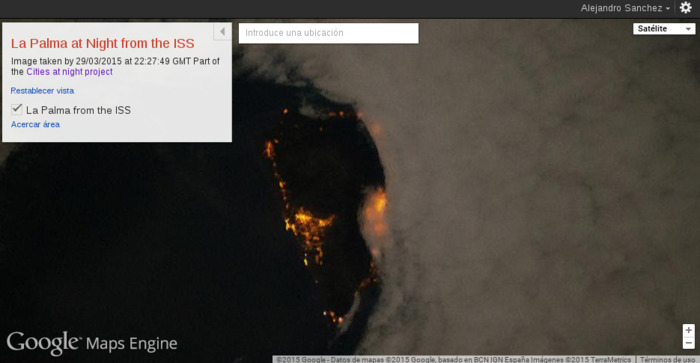 Alejandro Sanchez
La Palma at Night from the ISS
Image taken by 29/03/2015 at 22:27:49 GMT Part of
the Cities at night project
Restablecer vista
La Palma from the ISS
Acercar área
Introduce una ubicación
Satélite
Google Maps Engine
+
−
©2015 Google - Datos de mapas ©2015 Google, basado en BCN IGN España Imágenes ©2015 TerraMetrics | Términos de uso